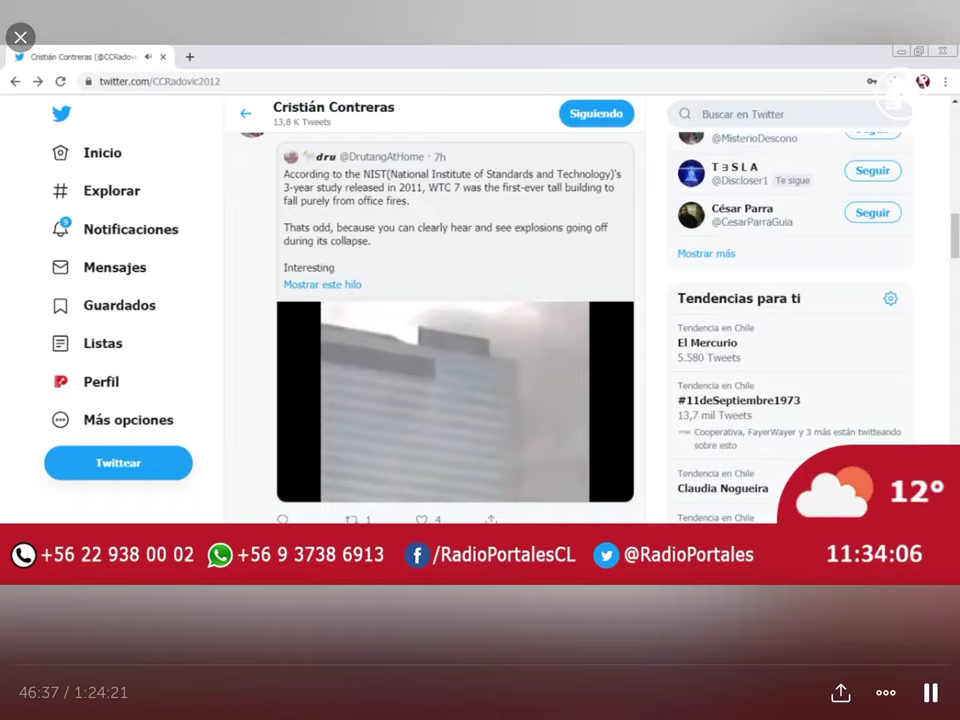 Cristián Contreras (@CCRadovi
twitter.com/CCRadovic2012
Cristián Contreras
13,8 K Tweets
Siguiendo
Buscar en Twitter
Inicio
Explorar
9
Notificaciones
Mensajes
Guardados
Listas
Perfil
Más opciones
Twittear
dru @DrutangAtHome · 7h
According to the NIST(National Institute of Standards and Technology)'s
3-year study released in 2011, WTC 7 was the first-ever tall building to
fall purely from office fires.
Thats odd, because you can clearly hear and see explosions going off
during its collapse.
Interesting
Mostrar este hilo
1
4
@MisterioDescono
T Ǝ S L A
@Discloser1 Te sigue
Seguir
César Parra
@CesarParraGuia
Seguir
Mostrar más
Tendencias para ti
Tendencia en Chile
El Mercurio
5.580 Tweets
Tendencia en Chile
#11deSeptiembre1973
13,7 mil Tweets
Cooperativa, FayerWayer y 3 más están twitteando
sobre esto
Tendencia en Chile
Claudia Nogueira
Tendencia en Chile
12°
+56 22 938 00 02
+56 9 3738 6913
/RadioPortalesCL
@RadioPortales
11:34:06
46:37 / 1:24:21